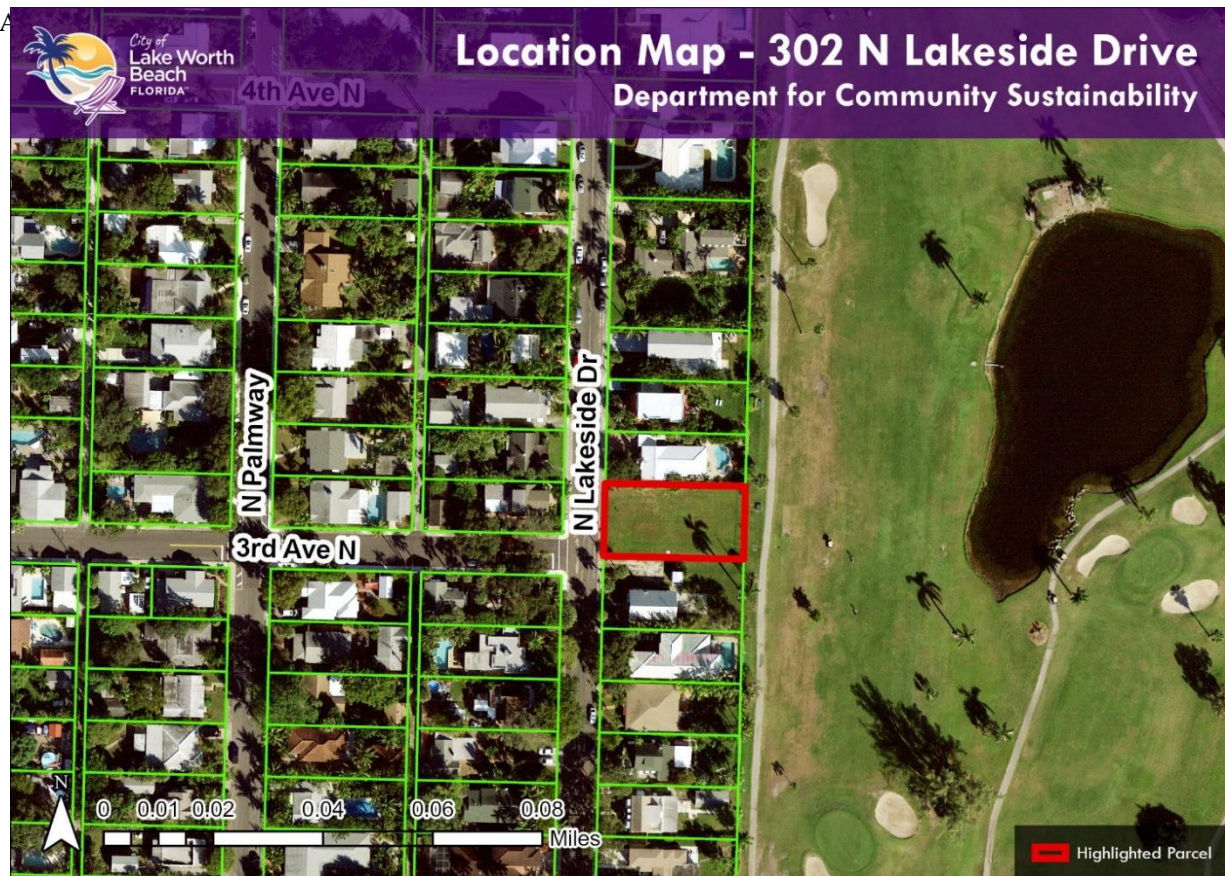 A
City of
Lake Worth
Beach
FLORIDA™
Location Map - 302 N Lakeside Drive
Department for Community Sustainability
4th Ave N
N Palmway
N Lakeside Dr
3rd Ave N
N
0 0.01 0.02 0.04 0.06 0.08
Miles
Highlighted Parcel